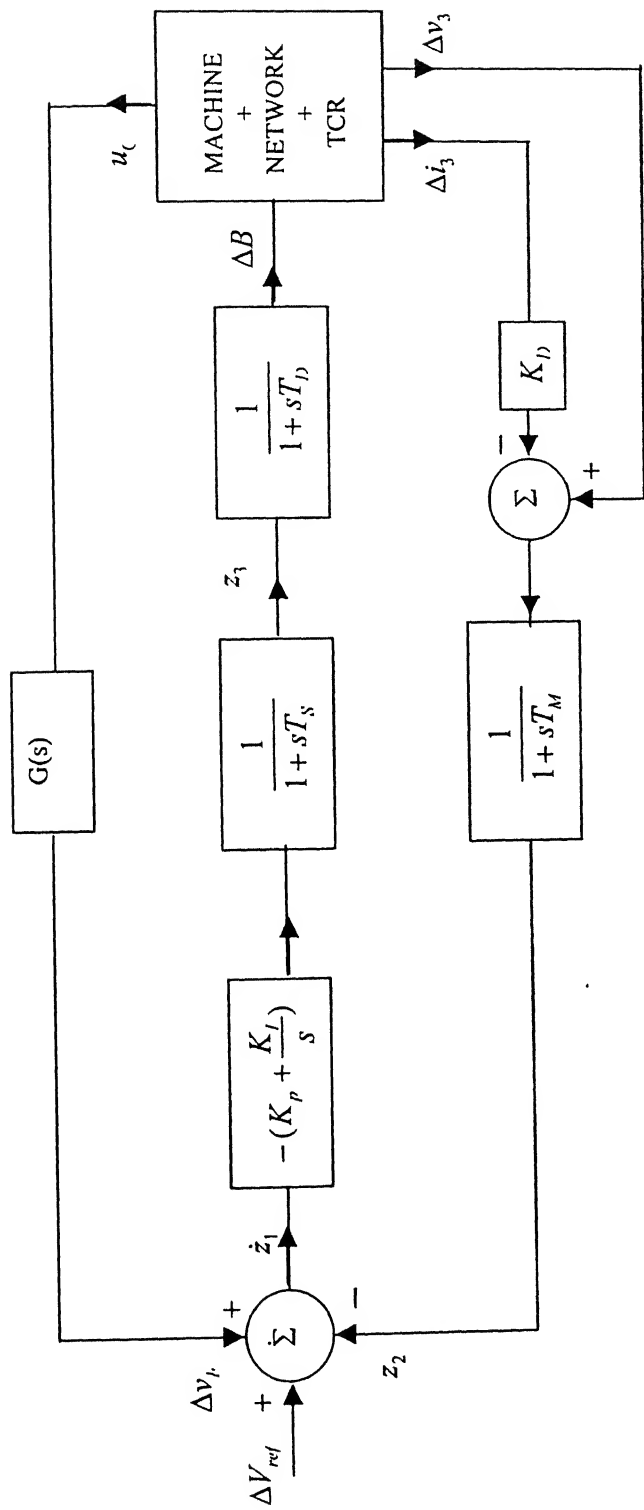 G(s)
u_c
MACHINE
+
NETWORK
+
TCR
Δv_F
+
ΔV_ref
+
Σ
−
ż_1
−(K_p + K_I/s)
1/(1 + sT_S)
z_3
1/(1 + sT_D)
ΔB
Δi_3
Δv_3
K_D
−
Σ
+
1/(1 + sT_M)
z_2